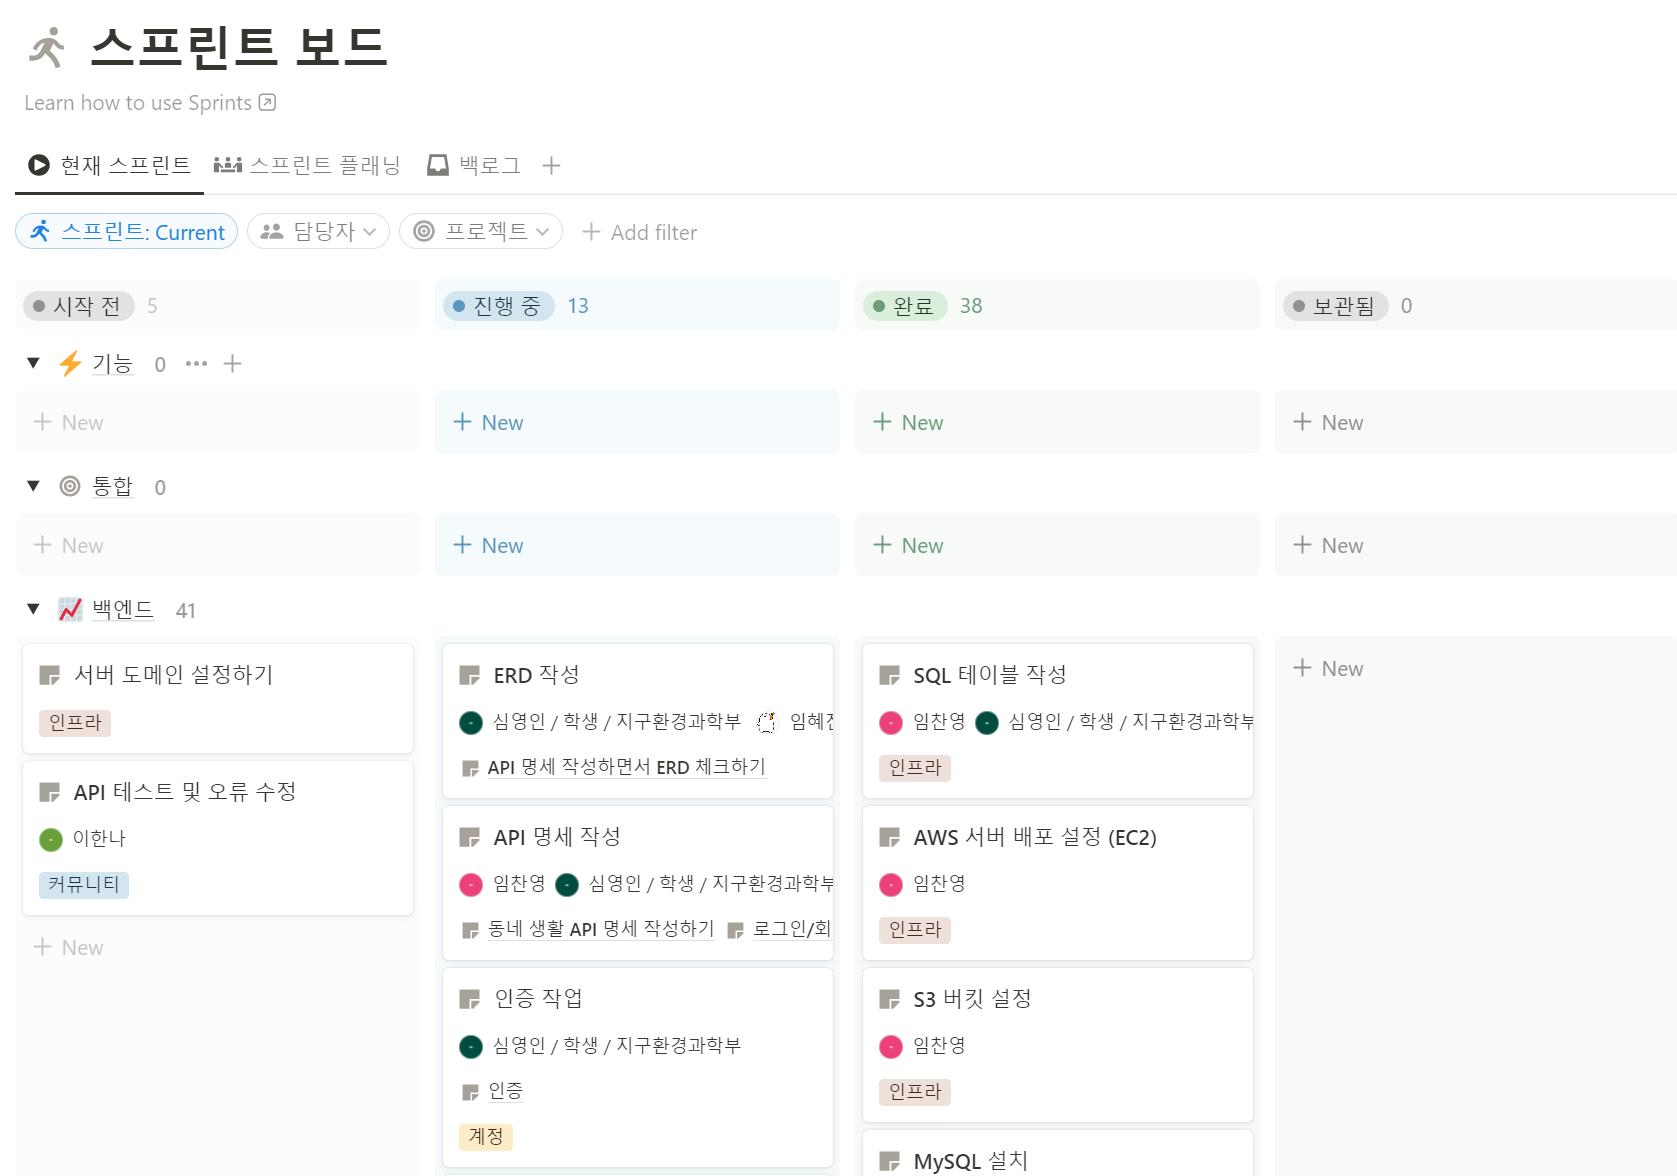 스프린트 보드
Learn how to use Sprints
현재 스프린트 스프린트 플래닝 백로그
스프린트: Current 담당자 프로젝트 Add filter
시작 전 5 진행 중 13 완료 38 보관됨 0
기능 0
New New New New
통합 0
New New New New
백엔드 41
서버 도메인 설정하기
인프라
API 테스트 및 오류 수정
이한나
커뮤니티
New
ERD 작성
심영인 / 학생 / 지구환경과학부 임혜진
API 명세 작성하면서 ERD 체크하기
API 명세 작성
임찬영 심영인 / 학생 / 지구환경과학부
동네 생활 API 명세 작성하기 로그인/회
인증 작업
심영인 / 학생 / 지구환경과학부
인증
계정
SQL 테이블 작성
임찬영 심영인 / 학생 / 지구환경과학부
인프라
AWS 서버 배포 설정 (EC2)
임찬영
인프라
S3 버킷 설정
임찬영
인프라
MySQL 설치
New